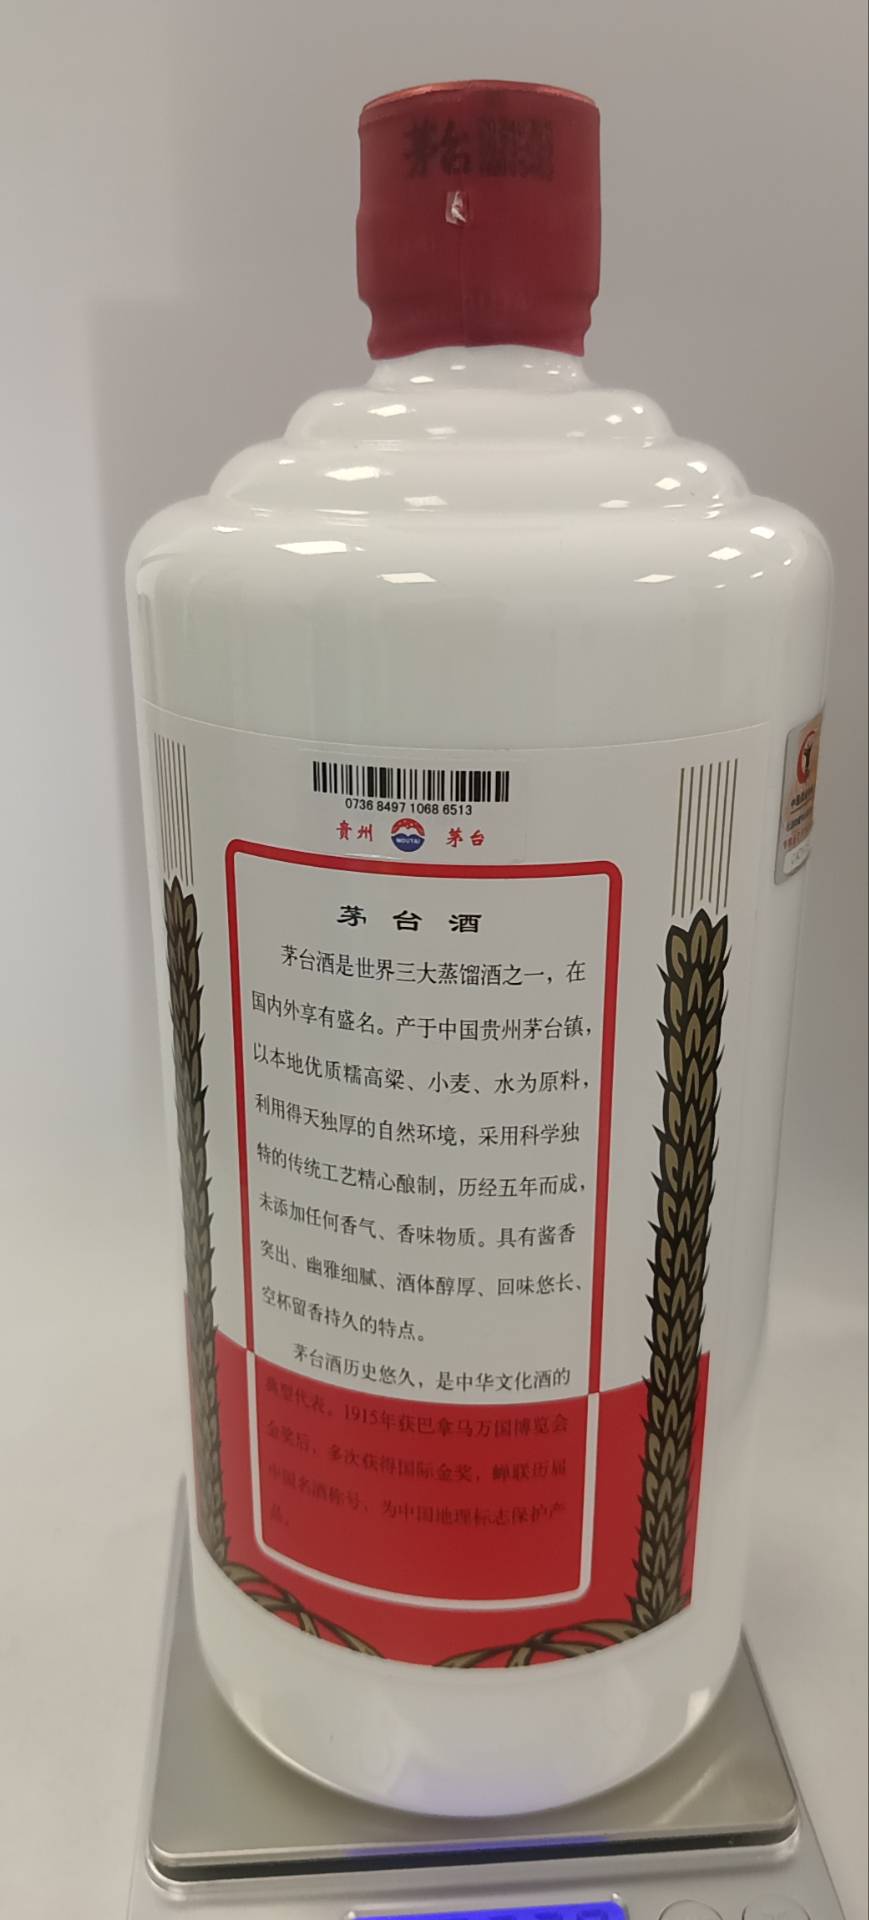 茅台
0736 8497 1068 6513
贵州 MOUTAI 茅台
茅台酒
茅台酒是世界三大蒸馏酒之一，在
国内外享有盛名。产于中国贵州茅台镇，
以本地优质糯高粱、小麦、水为原料，
利用得天独厚的自然环境，采用科学独
特的传统工艺精心酿制，历经五年而成，
未添加任何香气、香味物质。具有酱香
突出、幽雅细腻、酒体醇厚、回味悠长、
空杯留香持久的特点。
茅台酒历史悠久，是中华文化酒的
典型代表。1915年获巴拿马万国博览会
金奖后，多次获得国际金奖，蝉联历届
中国名酒称号，为中国地理标志保护产
品。